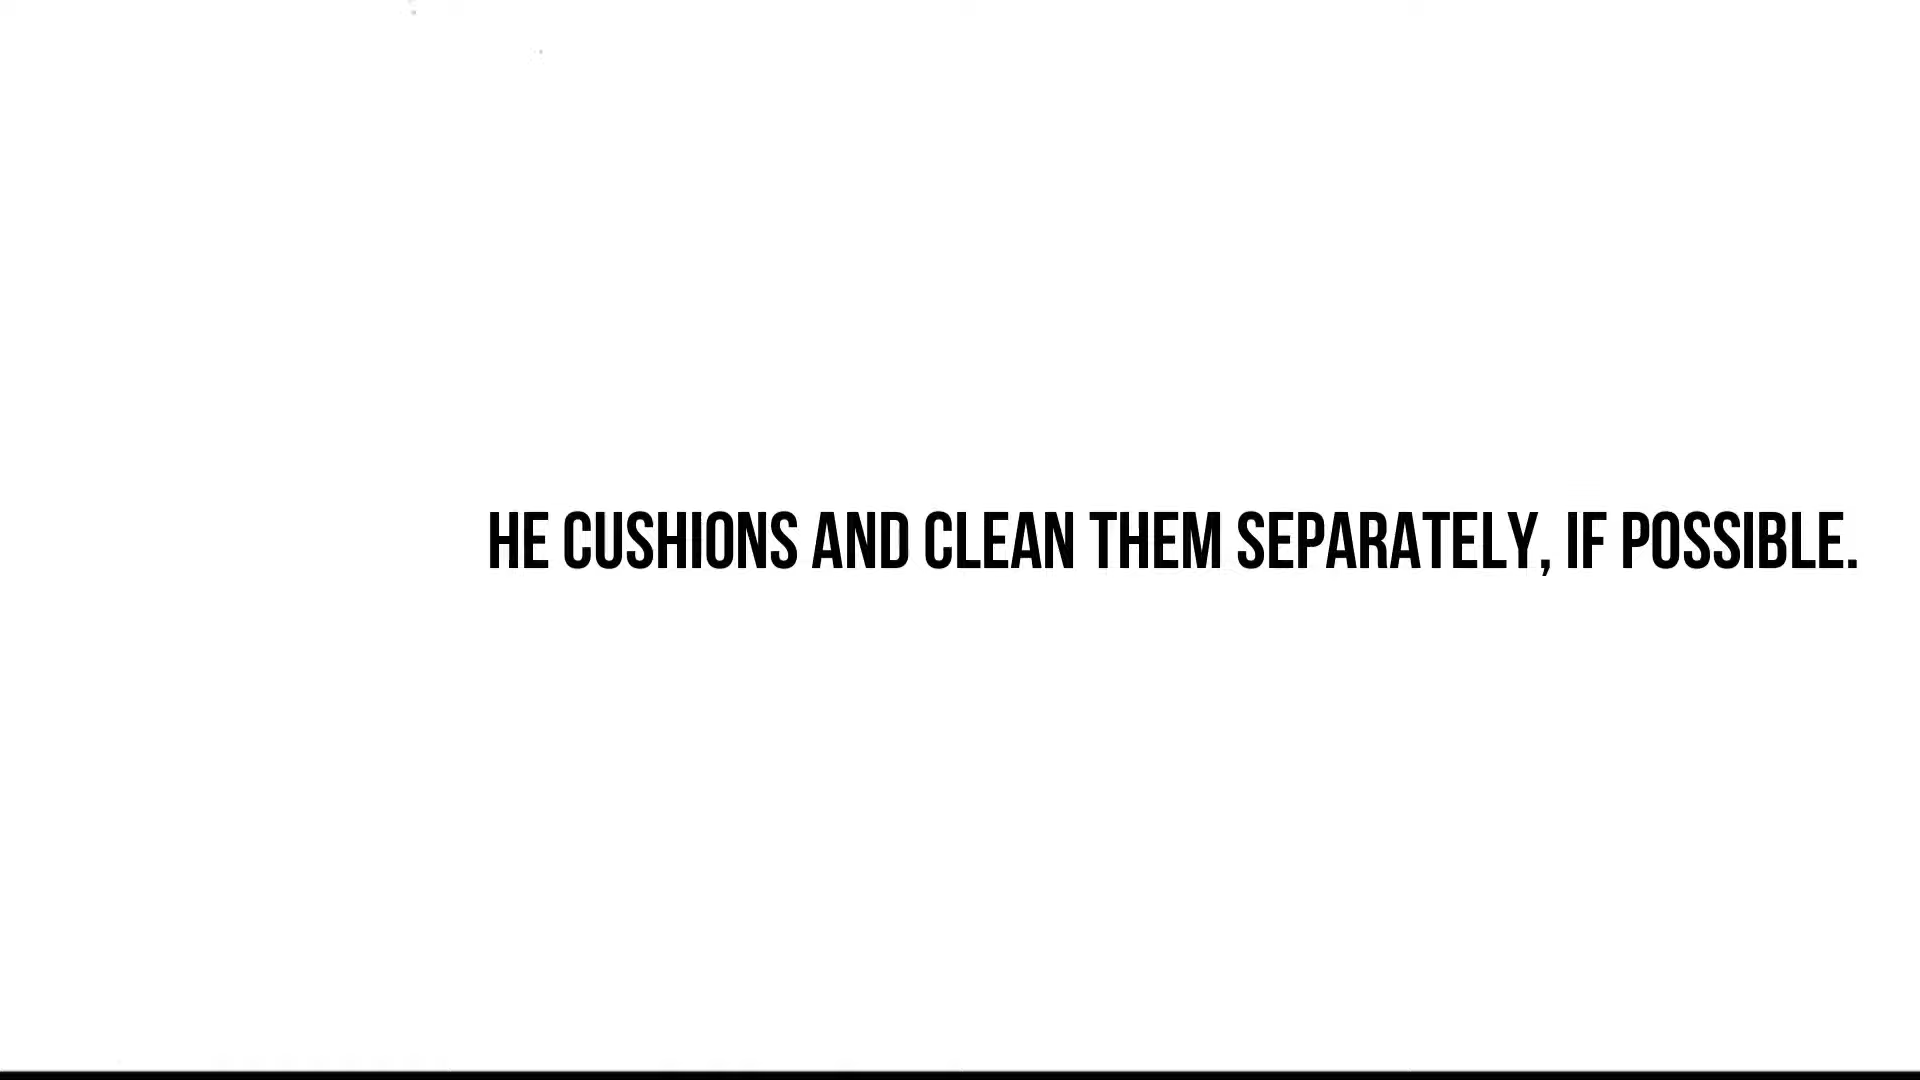 HE CUSHIONS AND CLEAN THEM SEPARATELY, IF POSSIBLE.